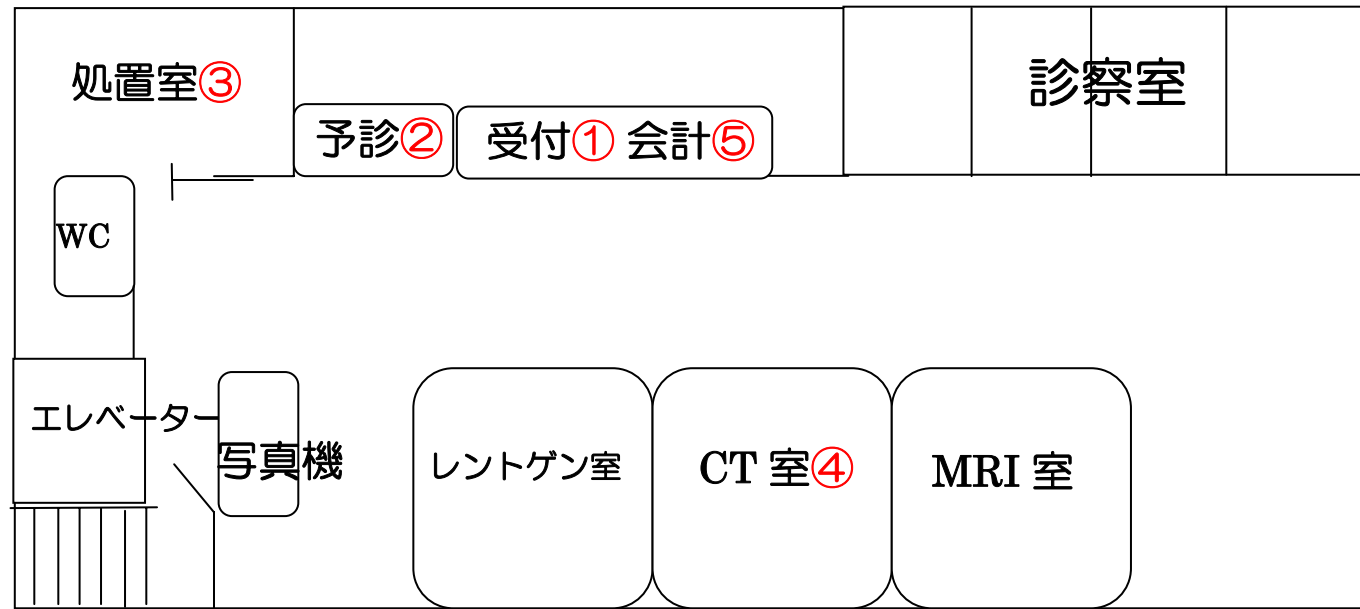 処置室③
予診②
受付① 会計⑤
診察室
WC
エレベーター
写真機
レントゲン室
CT 室④
MRI 室